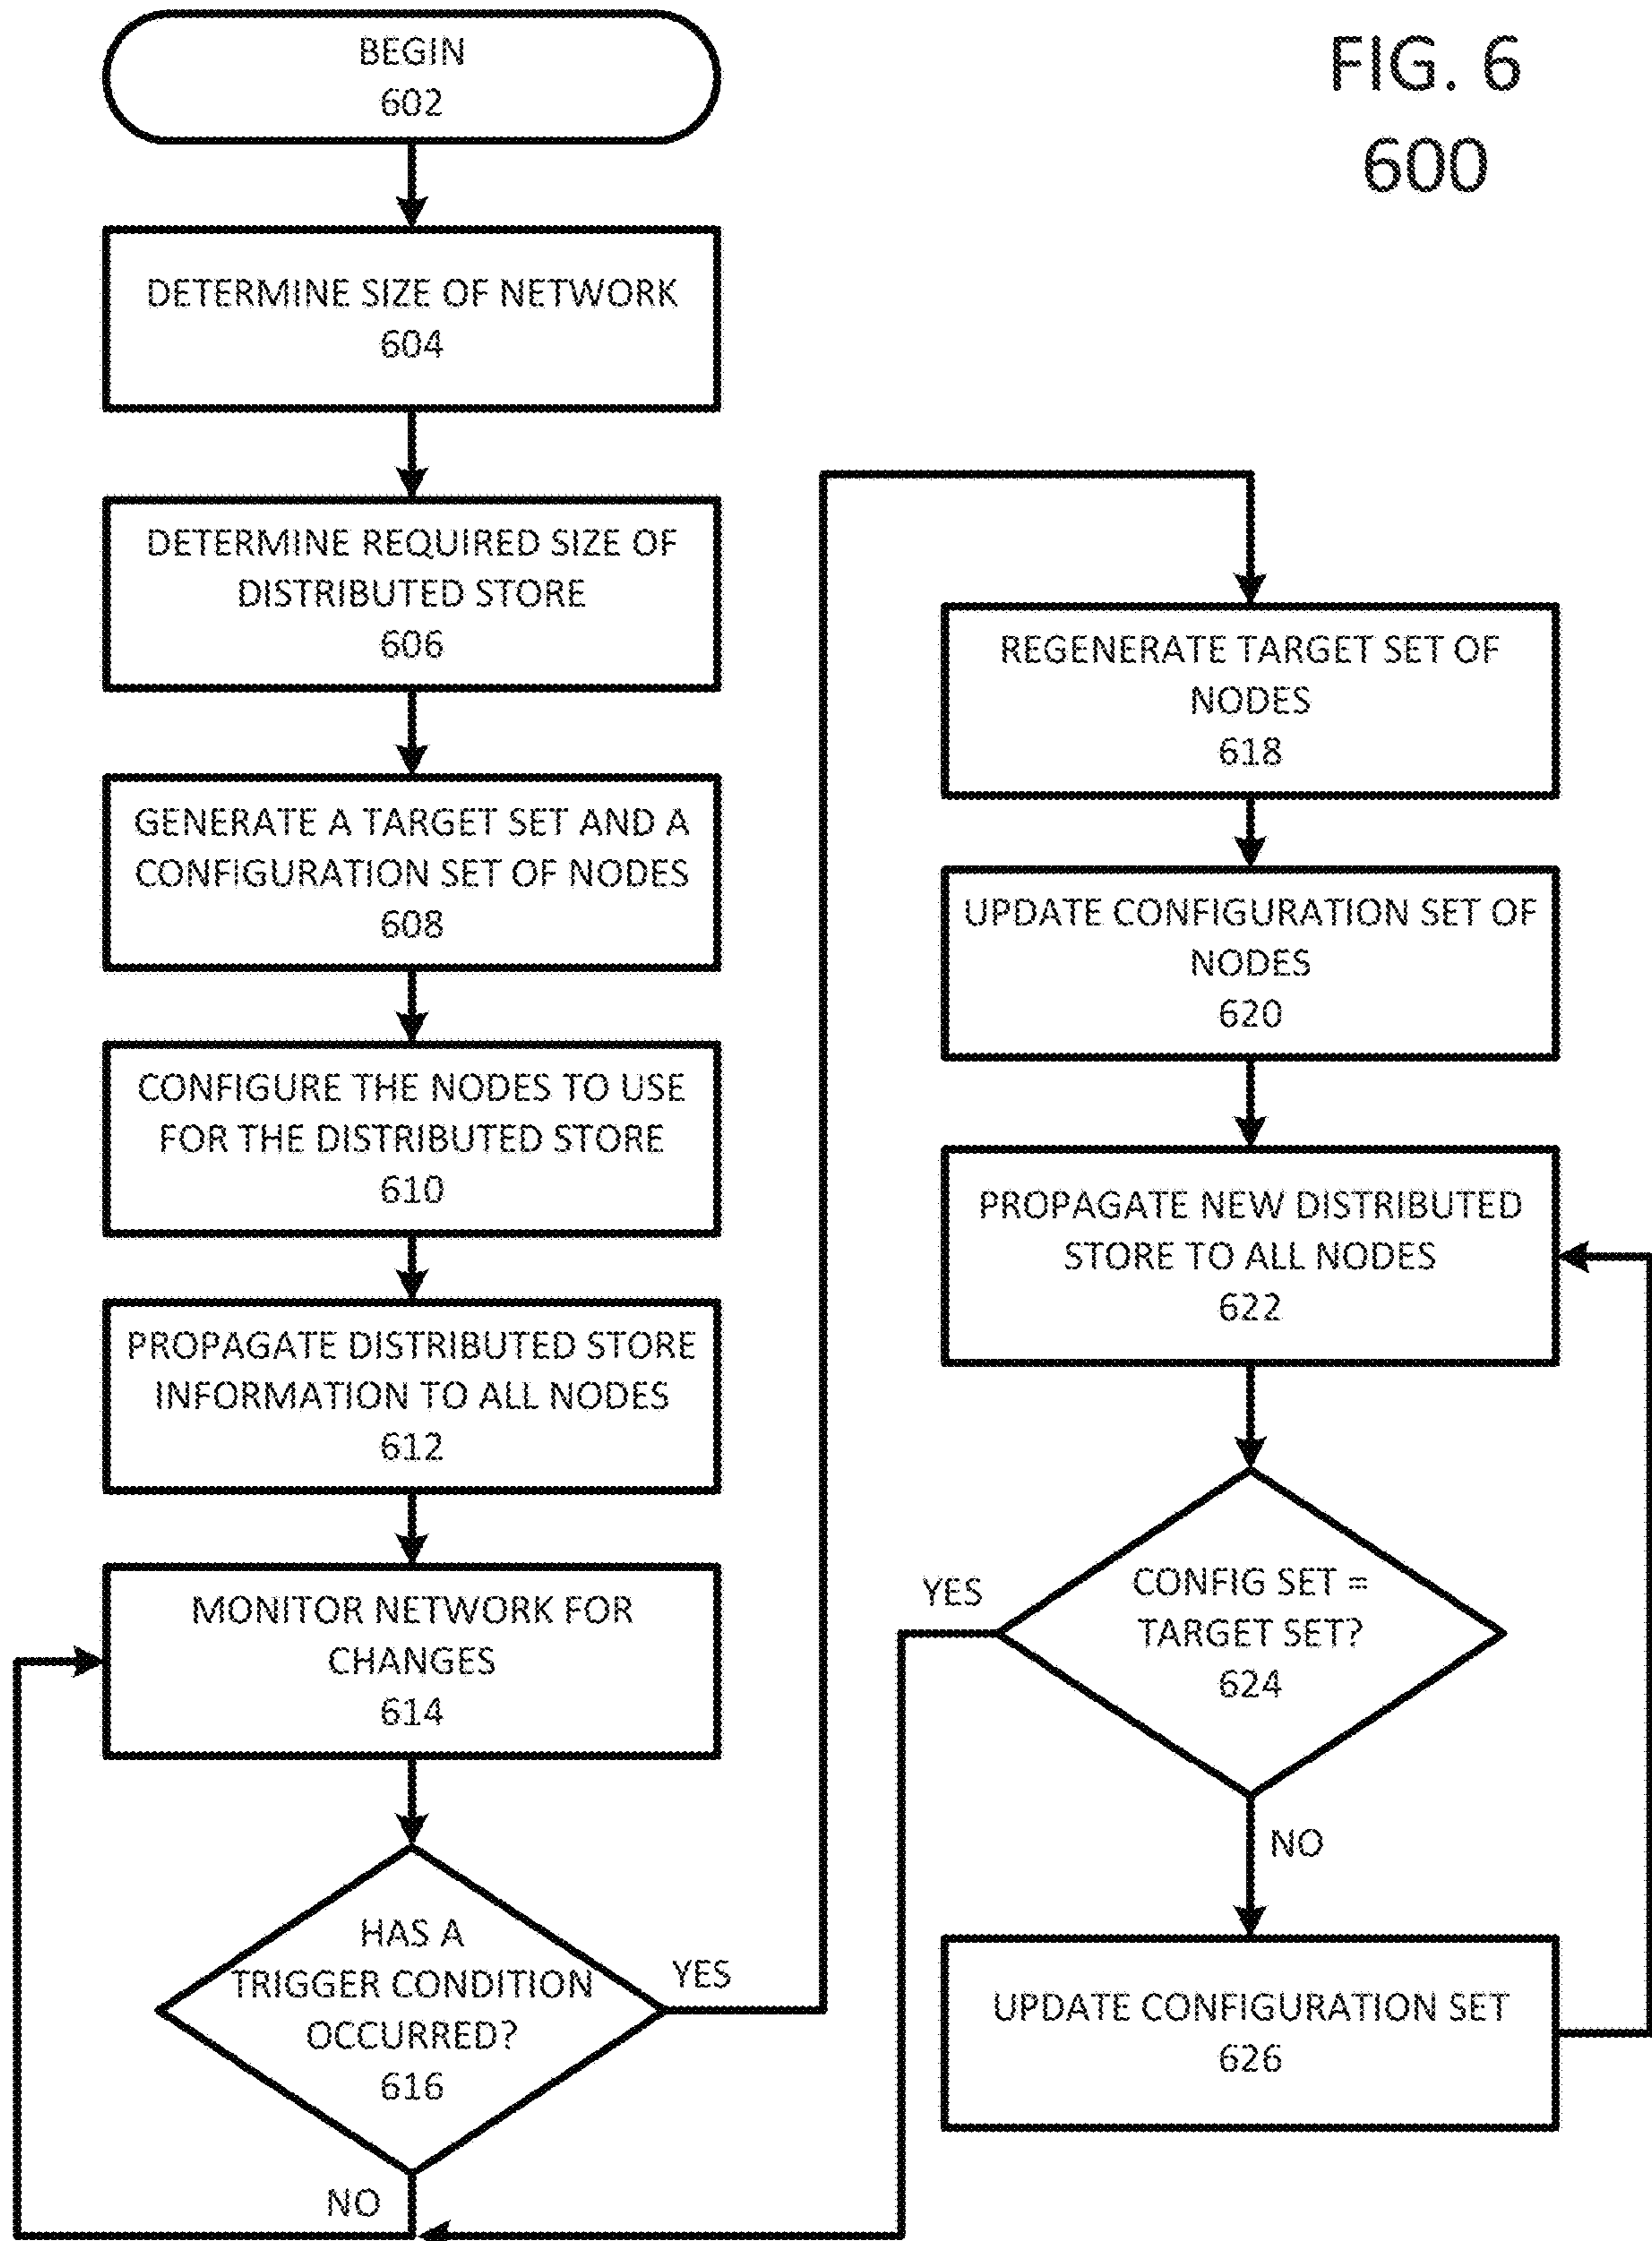 FIG. 6
600
BEGIN
602
DETERMINE SIZE OF NETWORK
604
DETERMINE REQUIRED SIZE OF
DISTRIBUTED STORE
606
GENERATE A TARGET SET AND A
CONFIGURATION SET OF NODES
608
CONFIGURE THE NODES TO USE
FOR THE DISTRIBUTED STORE
610
PROPAGATE DISTRIBUTED STORE
INFORMATION TO ALL NODES
612
MONITOR NETWORK FOR
CHANGES
614
HAS A
TRIGGER CONDITION
OCCURRED?
616
YES
NO
REGENERATE TARGET SET OF
NODES
618
UPDATE CONFIGURATION SET OF
NODES
620
PROPAGATE NEW DISTRIBUTED
STORE TO ALL NODES
622
CONFIG SET =
TARGET SET?
624
YES
NO
UPDATE CONFIGURATION SET
626